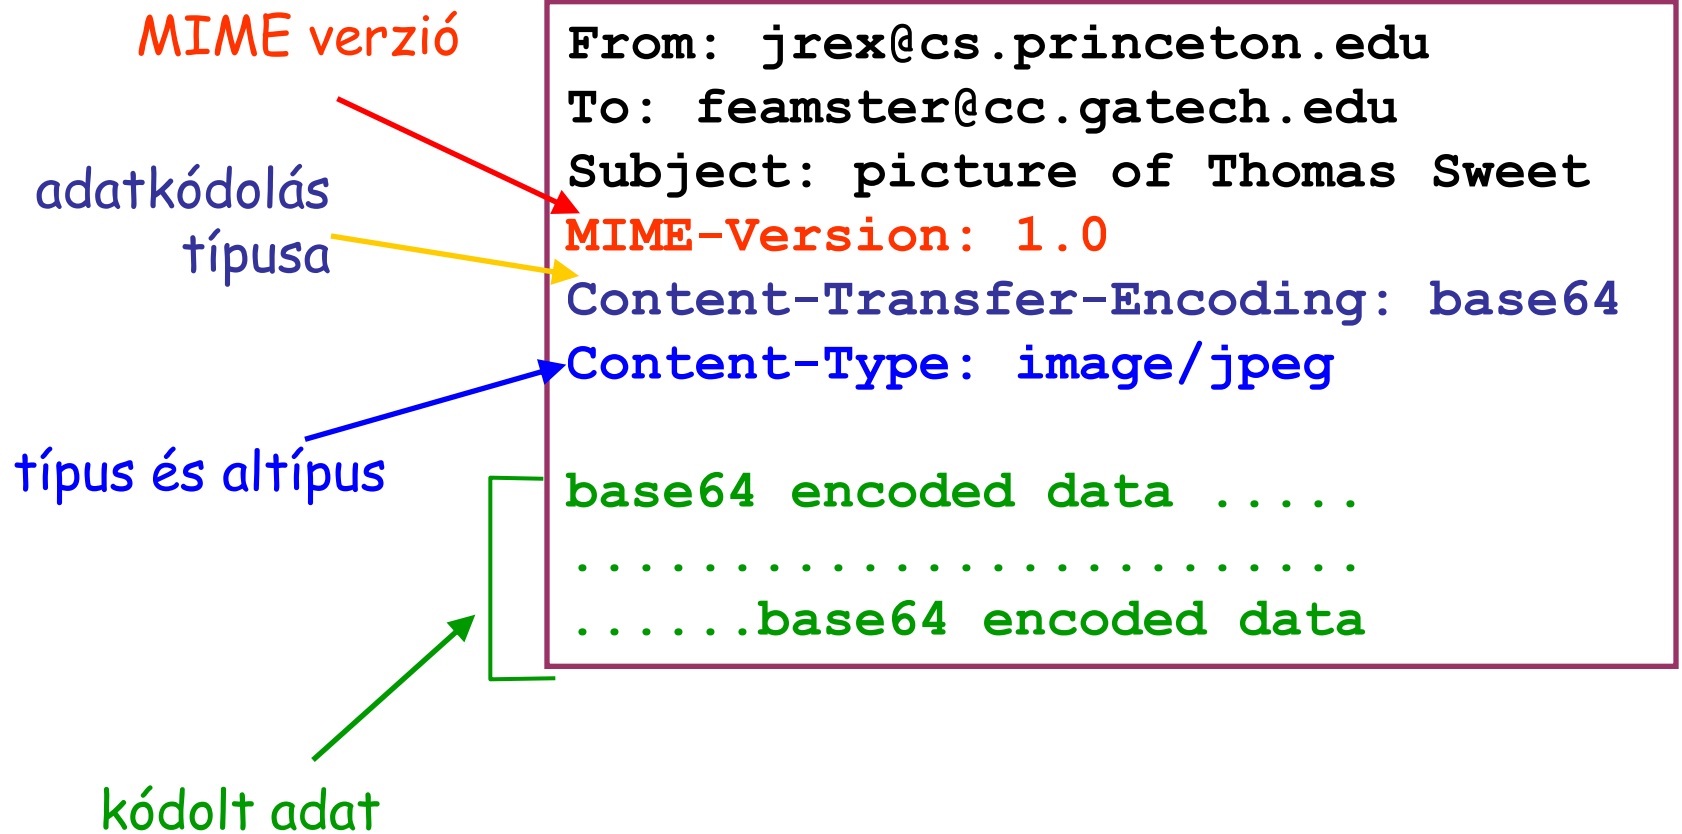 MIME verzió
adatkódolás
típusa
típus és altípus
kódolt adat
From: jrex@cs.princeton.edu
To: feamster@cc.gatech.edu
Subject: picture of Thomas Sweet
MIME-Version: 1.0
Content-Transfer-Encoding: base64
Content-Type: image/jpeg
base64 encoded data .....
.........................
......base64 encoded data